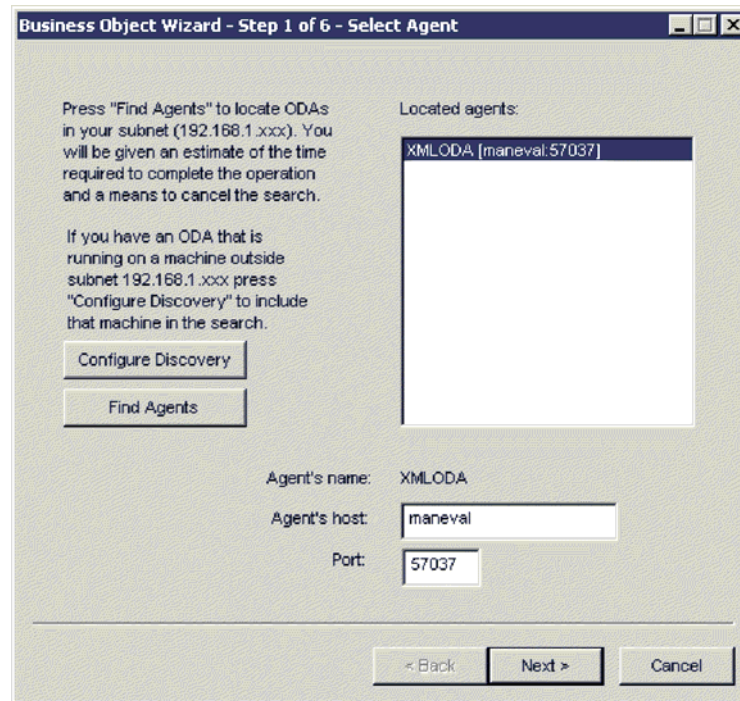 Business Object Wizard - Step 1 of 6 - Select Agent
Press "Find Agents" to locate ODAs
in your subnet (192.168.1.xxx). You
will be given an estimate of the time
required to complete the operation
and a means to cancel the search.
If you have an ODA that is
running on a machine outside
subnet 192.168.1.xxx press
"Configure Discovery" to include
that machine in the search.
Configure Discovery
Find Agents
Located agents:
XMLODA [maneval:57037]
Agent's name: XMLODA
Agent's host: maneval
Port: 57037
< Back Next > Cancel